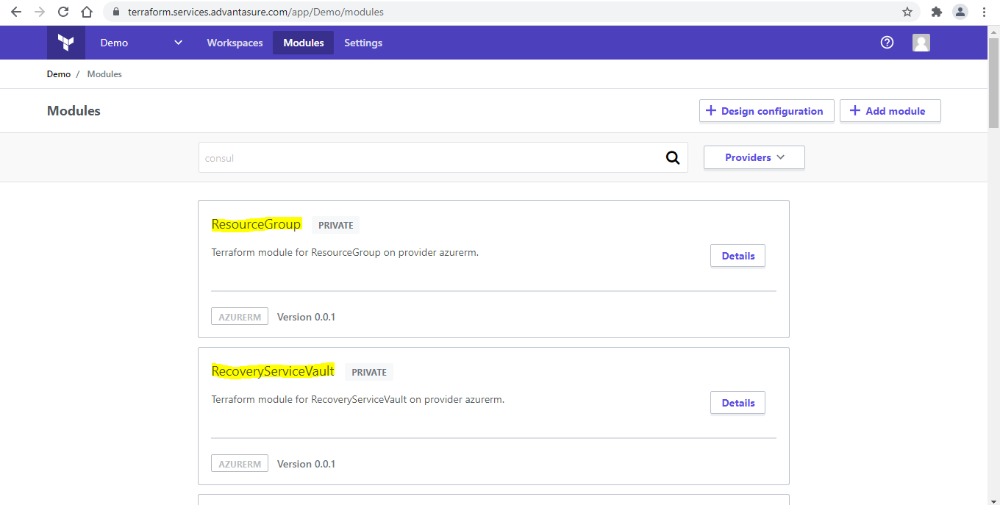 terraform.services.advantasure.com/app/Demo/modules
Demo Workspaces Modules Settings
Demo / Modules
Modules
Design configuration Add module
consul Providers
ResourceGroup PRIVATE
Terraform module for ResourceGroup on provider azurerm.
Details
AZURERM Version 0.0.1
RecoveryServiceVault PRIVATE
Terraform module for RecoveryServiceVault on provider azurerm.
Details
AZURERM Version 0.0.1